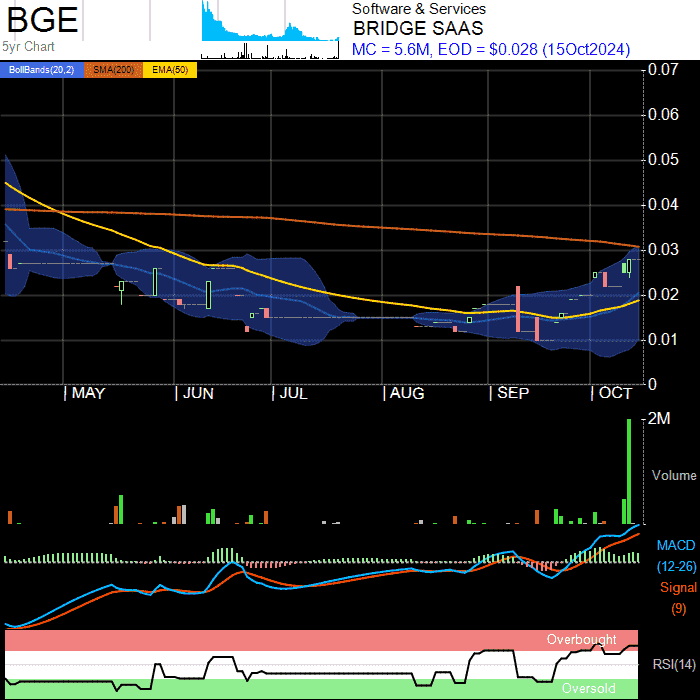 BGE
5yr Chart
Software & Services
BRIDGE SAAS
MC = 5.6M, EOD = $0.028 (15Oct2024)
BollBands(20,2) SMA(200) EMA(50)
0.07
0.06
0.05
0.04
0.03
0.02
0.01
0
MAY JUN JUL AUG SEP OCT
2M
Volume
MACD
(12-26)
Signal
(9)
Overbought
RSI(14)
Oversold